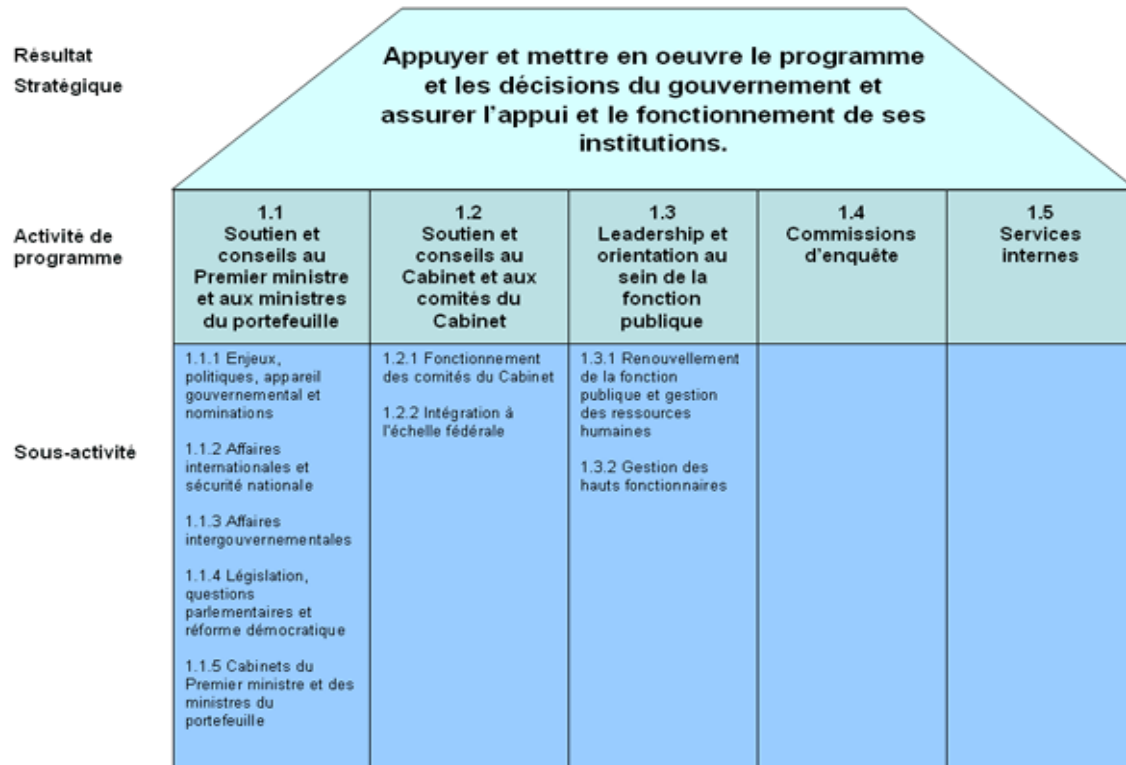 Résultat
Stratégique
Appuyer et mettre en oeuvre le programme
et les décisions du gouvernement et
assurer l'appui et le fonctionnement de ses
institutions.
Activité de
programme
1.1
Soutien et
conseils au
Premier ministre
et aux ministres
du portefeuille
1.2
Soutien et
conseils au
Cabinet et aux
comités du
Cabinet
1.3
Leadership et
orientation au
sein de la
fonction
publique
1.4
Commissions
d'enquête
1.5
Services
internes
Sous-activité
1.1.1 Enjeux,
politiques, appareil
gouvernemental et
nominations
1.1.2 Affaires
internationales et
sécurité nationale
1.1.3 Affaires
intergouvernementales
1.1.4 Législation,
questions
parlementaires et
réforme démocratique
1.1.5 Cabinets du
Premier ministre et des
ministres du
portefeuille
1.2.1 Fonctionnement
des comités du Cabinet
1.2.2 Intégration à
l'échelle fédérale
1.3.1 Renouvellement
de la fonction
publique et gestion
des ressources
humaines
1.3.2 Gestion des
hauts fonctionnaires